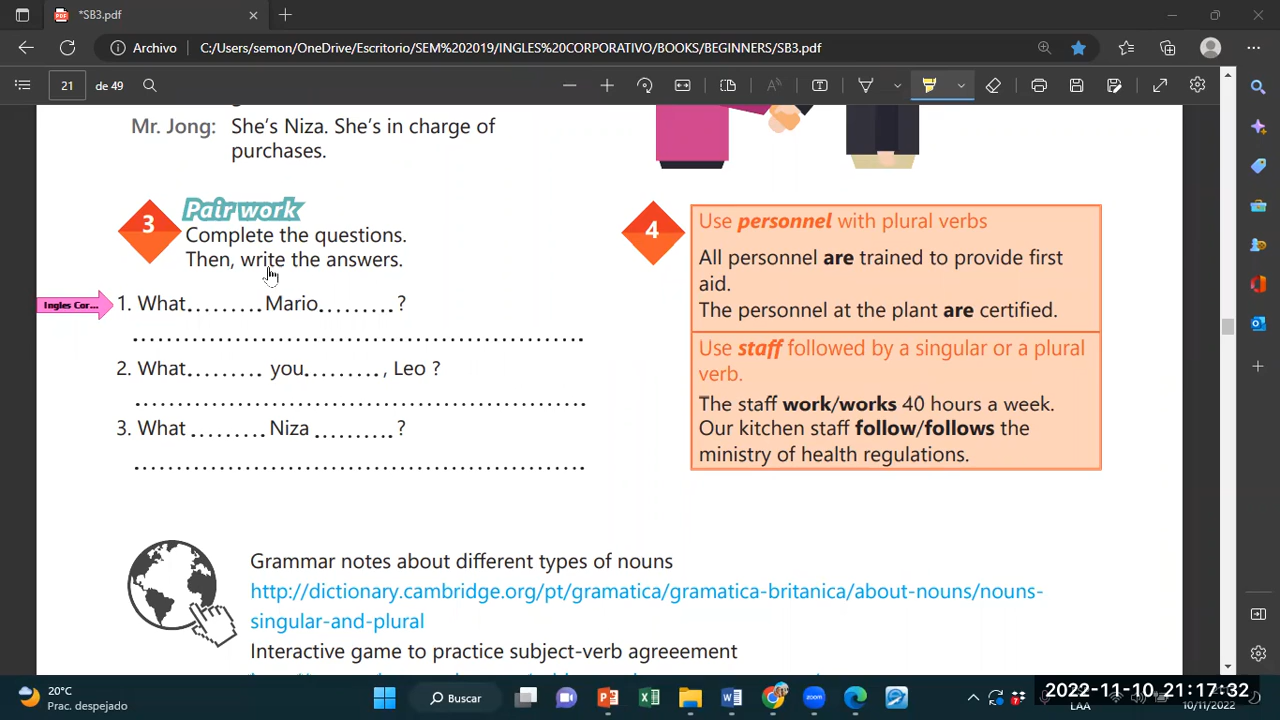 *SB3.pdf
Archivo
C:/Users/semon/OneDrive/Escritorio/SEM%202019/INGLES%20CORPORATIVO/BOOKS/BEGINNERS/SB3.pdf
21 de 49
Mr. Jong: She's Niza. She's in charge of
purchases.
3 Pair work
Complete the questions.
Then, write the answers.
Ingles Cor...
1. What.........Mario.........?
2. What......... you........., Leo ?
3. What .........Niza .........?
4
Use personnel with plural verbs
All personnel are trained to provide first
aid.
The personnel at the plant are certified.
Use staff followed by a singular or a plural
verb.
The staff work/works 40 hours a week.
Our kitchen staff follow/follows the
ministry of health regulations.
Grammar notes about different types of nouns
http://dictionary.cambridge.org/pt/gramatica/gramatica-britanica/about-nouns/nouns-
singular-and-plural
Interactive game to practice subject-verb agreeement
20°C
Prac. despejado
Buscar
2022-11-10 21:17:32
LAA
10/11/2022